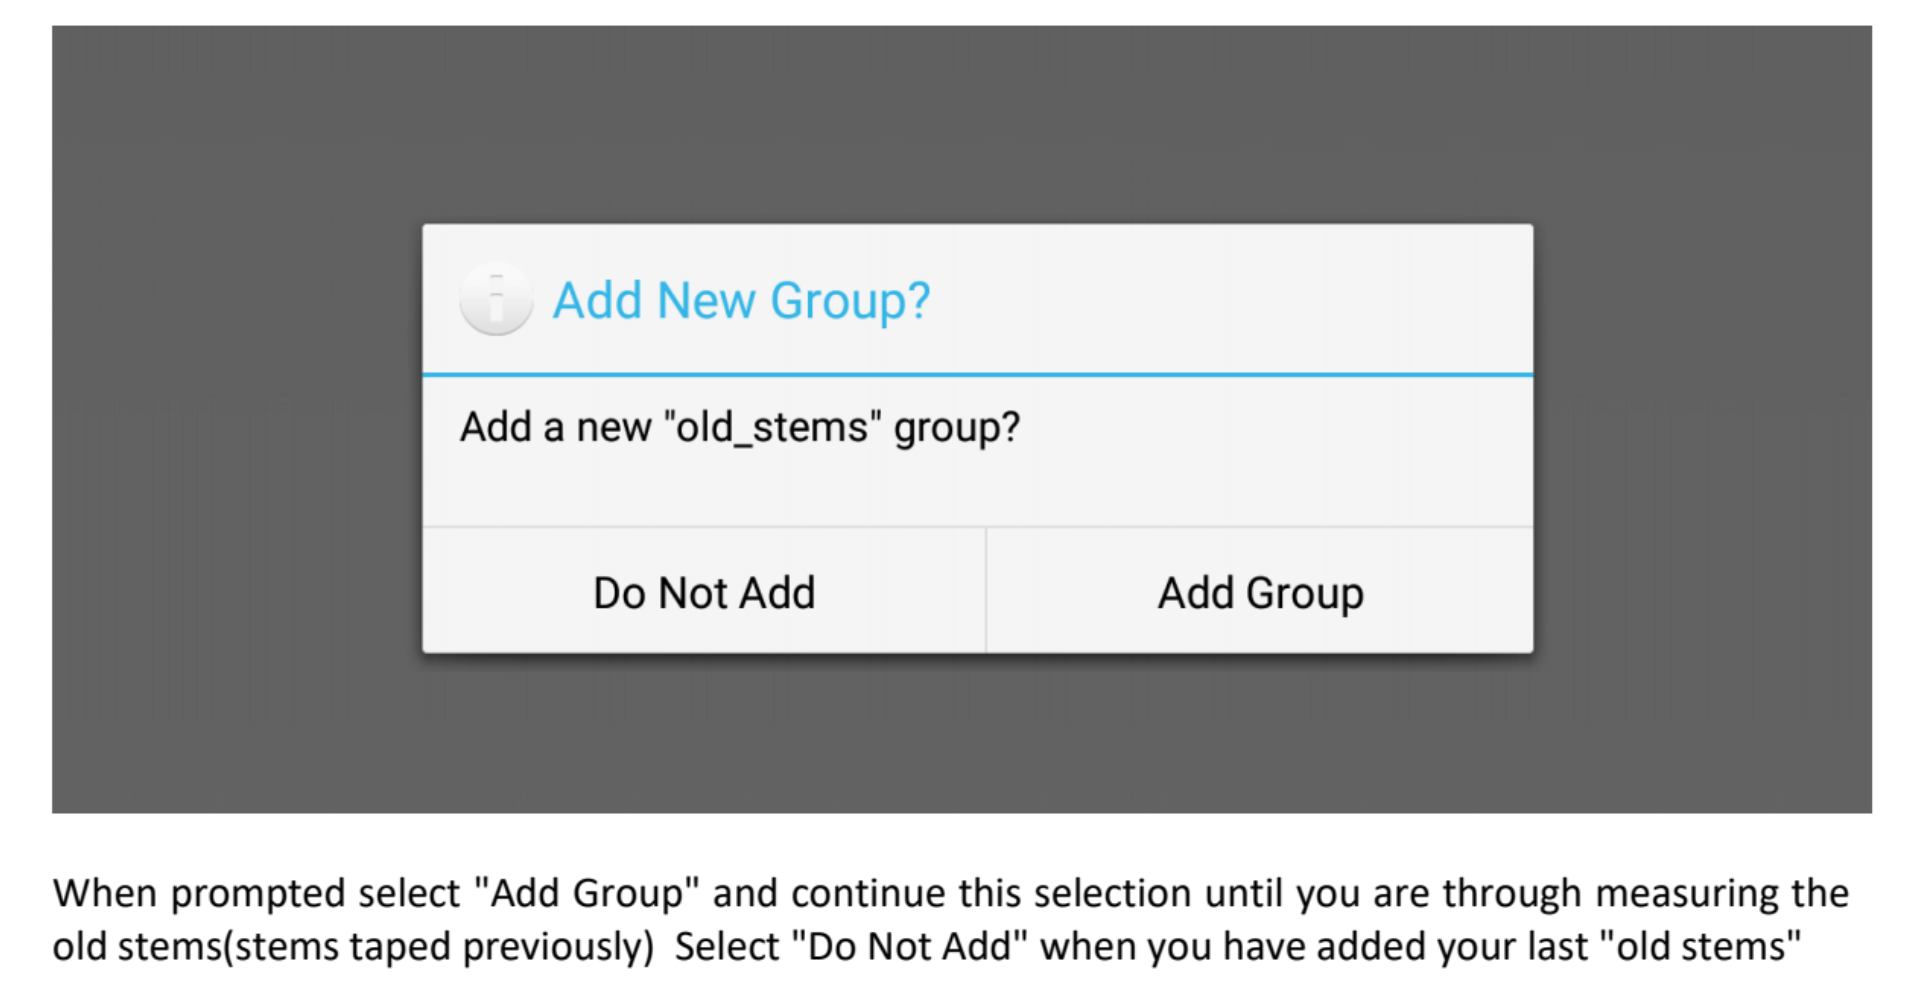 Add New Group?
Add a new "old_stems" group?
Do Not Add
Add Group
When prompted select "Add Group" and continue this selection until you are through measuring the
old stems(stems taped previously)  Select "Do Not Add" when you have added your last "old stems"